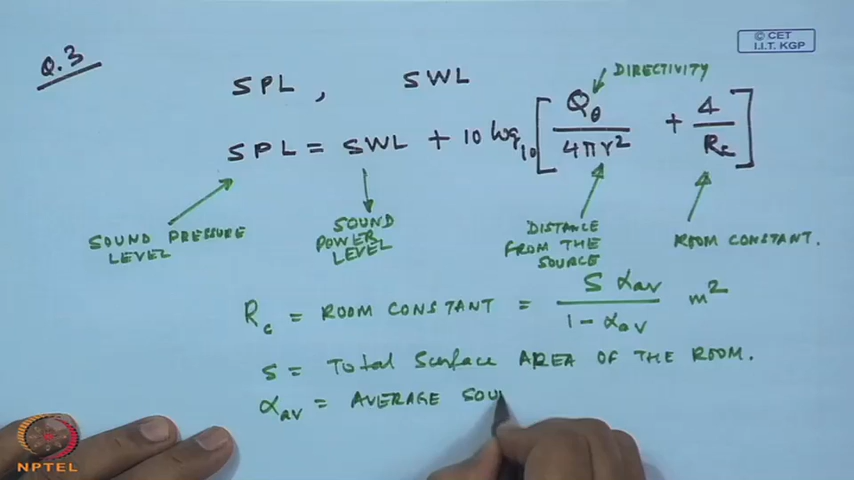 © CET
I.I.T. KGP
Q.3
SPL, SWL
DIRECTIVITY
SPL = SWL + 10 log10 [ Qθ / 4πr² + 4 / Rc ]
SOUND PRESSURE LEVEL
SOUND POWER LEVEL
DISTANCE FROM THE SOURCE
ROOM CONSTANT.
Rc = ROOM CONSTANT = S αav / 1 - αav m²
S = Total Surface AREA OF THE ROOM.
αav = AVERAGE SOU
NPTEL